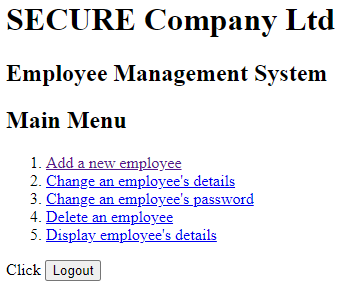 SECURE Company Ltd
Employee Management System
Main Menu
1. Add a new employee
2. Change an employee's details
3. Change an employee's password
4. Delete an employee
5. Display employee's details
Click Logout